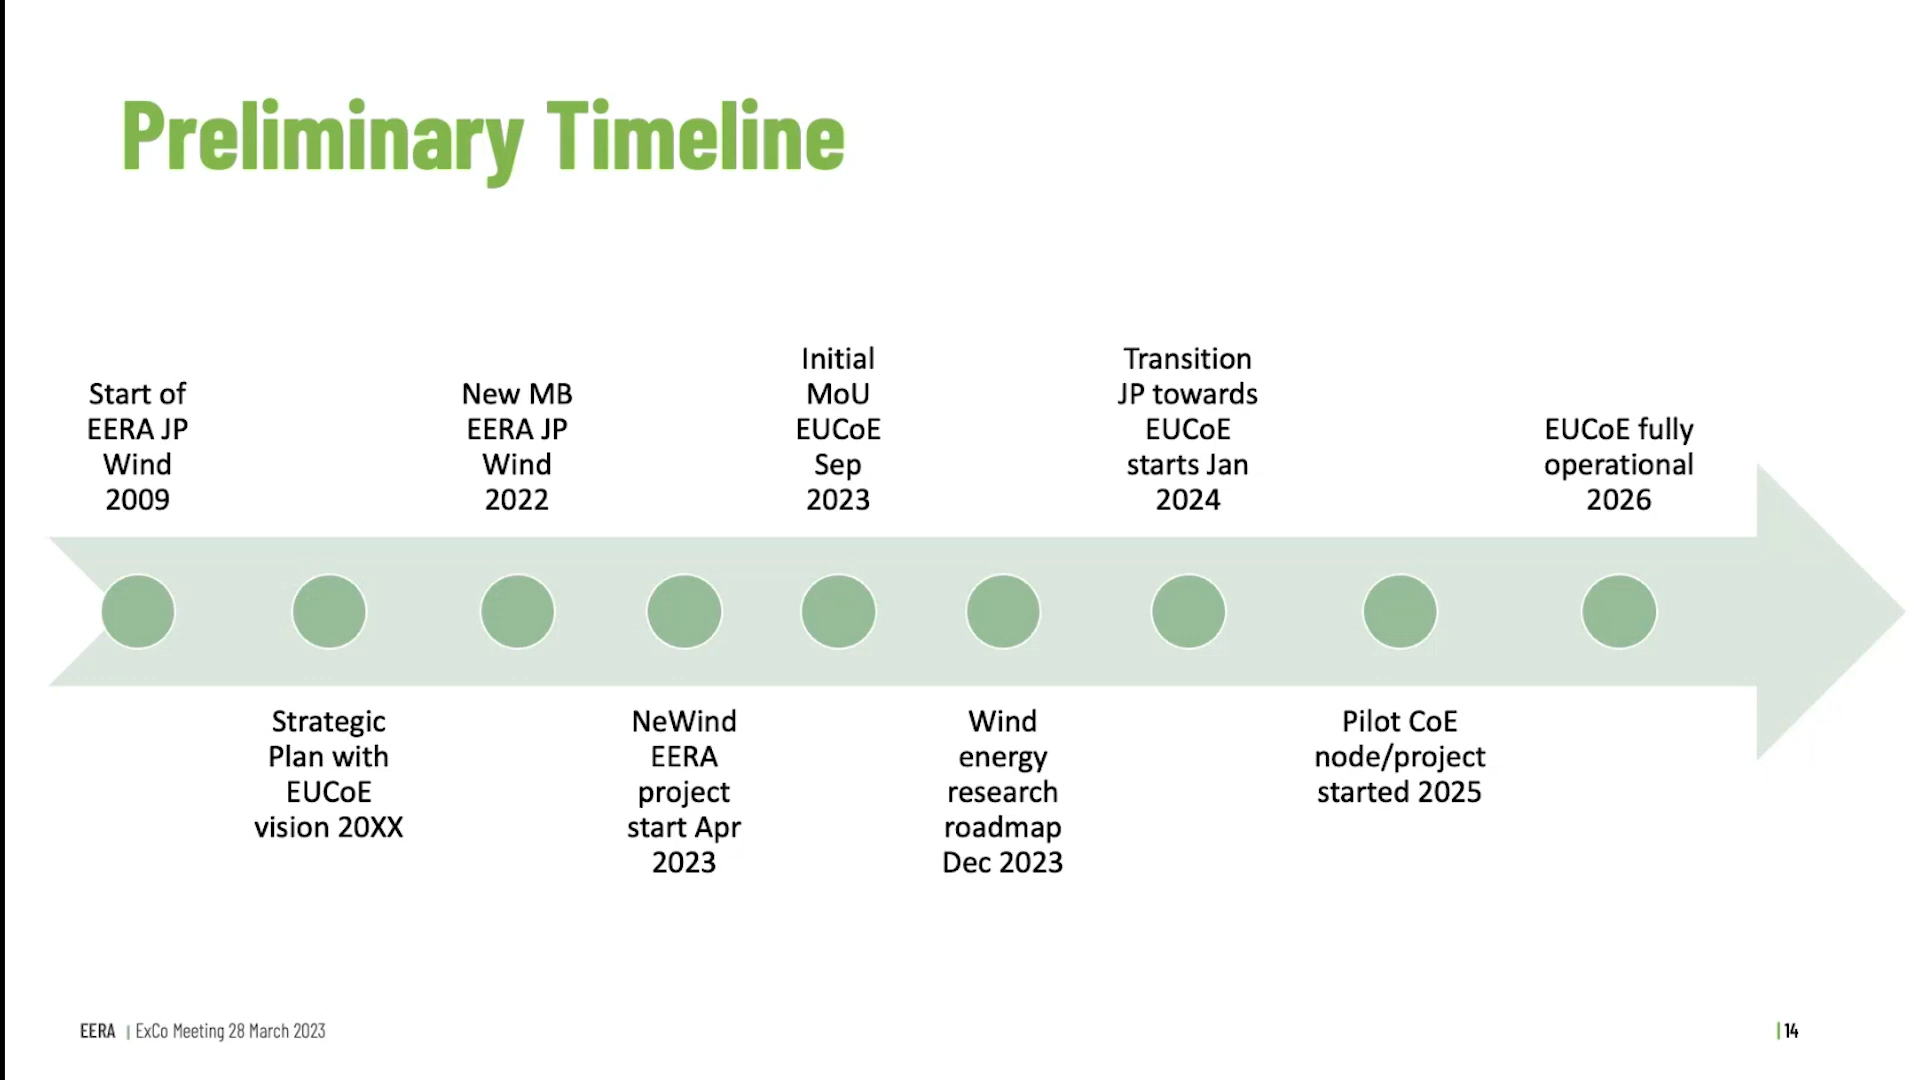 Preliminary Timeline
Start of
EERA JP
Wind
2009
Strategic
Plan with
EUCoE
vision 20XX
New MB
EERA JP
Wind
2022
NeWind
EERA
project
start Apr
2023
Initial
MoU
EUCoE
Sep
2023
Wind
energy
research
roadmap
Dec 2023
Transition
JP towards
EUCoE
starts Jan
2024
Pilot CoE
node/project
started 2025
EUCoE fully
operational
2026
EERA | ExCo Meeting 28 March 2023
| 14